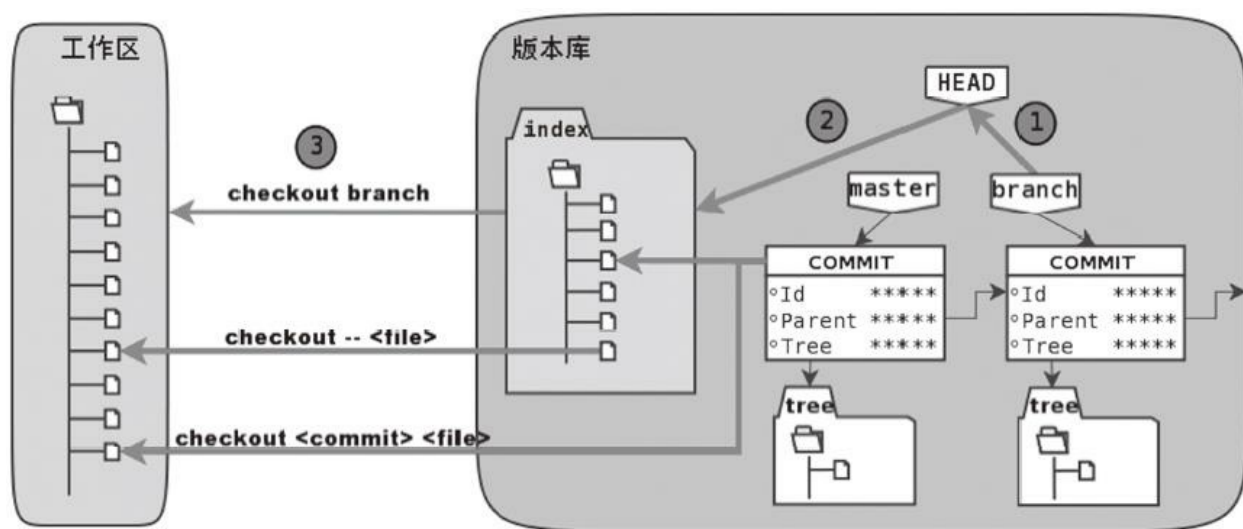 工作区
版本库
HEAD
2
1
3
index
checkout branch
master
branch
COMMIT
°Id *****
°Parent *****
°Tree *****
COMMIT
°Id *****
°Parent *****
°Tree *****
checkout -- <file>
tree
tree
checkout <commit> <file>